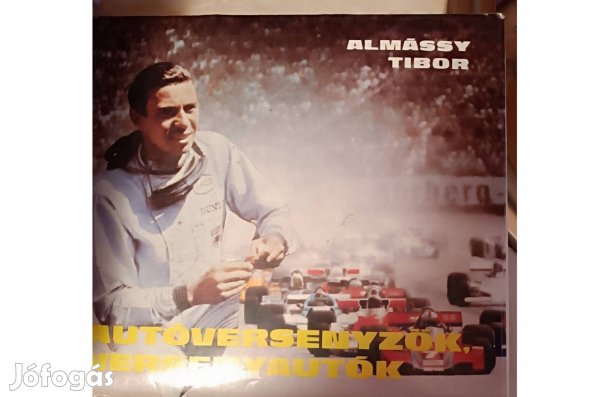 ALMÁSSY
TIBOR
AUTÓVERSENYZŐK,
VERSENYAUTÓK
Jófogás